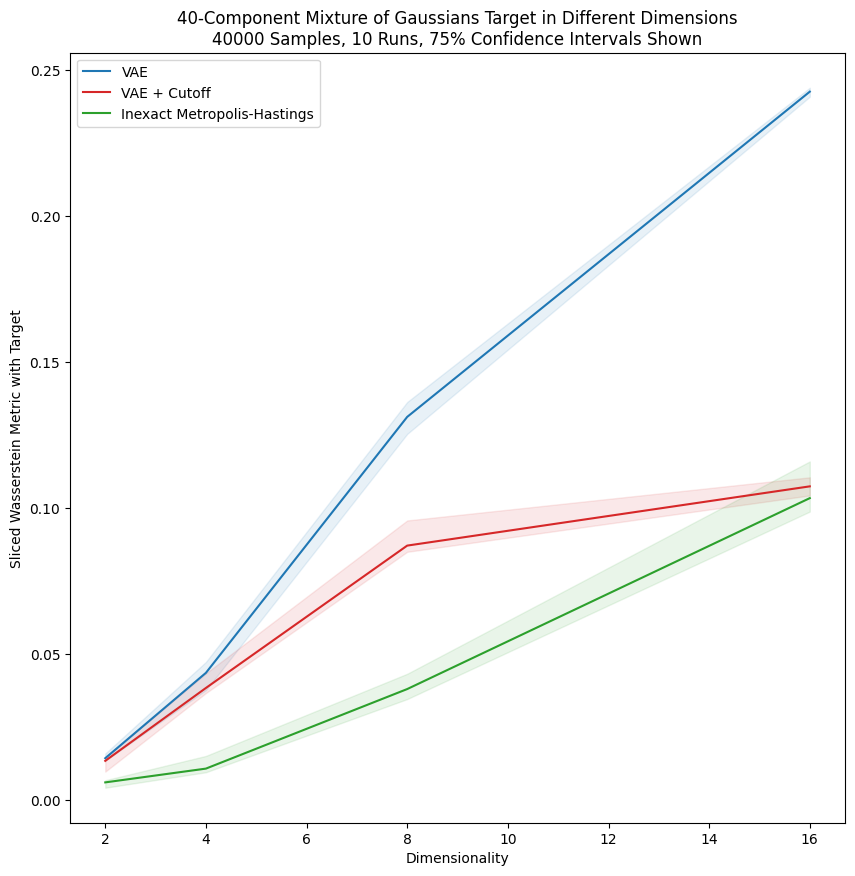 40-Component Mixture of Gaussians Target in Different Dimensions
40000 Samples, 10 Runs, 75% Confidence Intervals Shown
VAE
VAE + Cutoff
Inexact Metropolis-Hastings
Sliced Wasserstein Metric with Target
0.25
0.20
0.15
0.10
0.05
0.00
2
4
6
8
10
12
14
16
Dimensionality